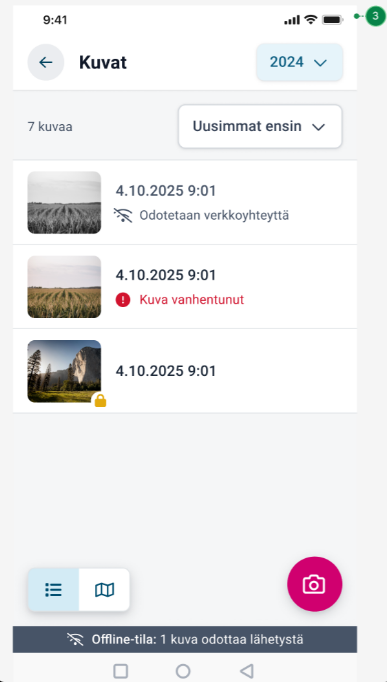 9:41
3
Kuvat
2024
7 kuvaa
Uusimmat ensin
4.10.2025 9:01
Odotetaan verkkoyhteyttä
4.10.2025 9:01
Kuva vanhentunut
4.10.2025 9:01
Offline-tila: 1 kuva odottaa lähetystä